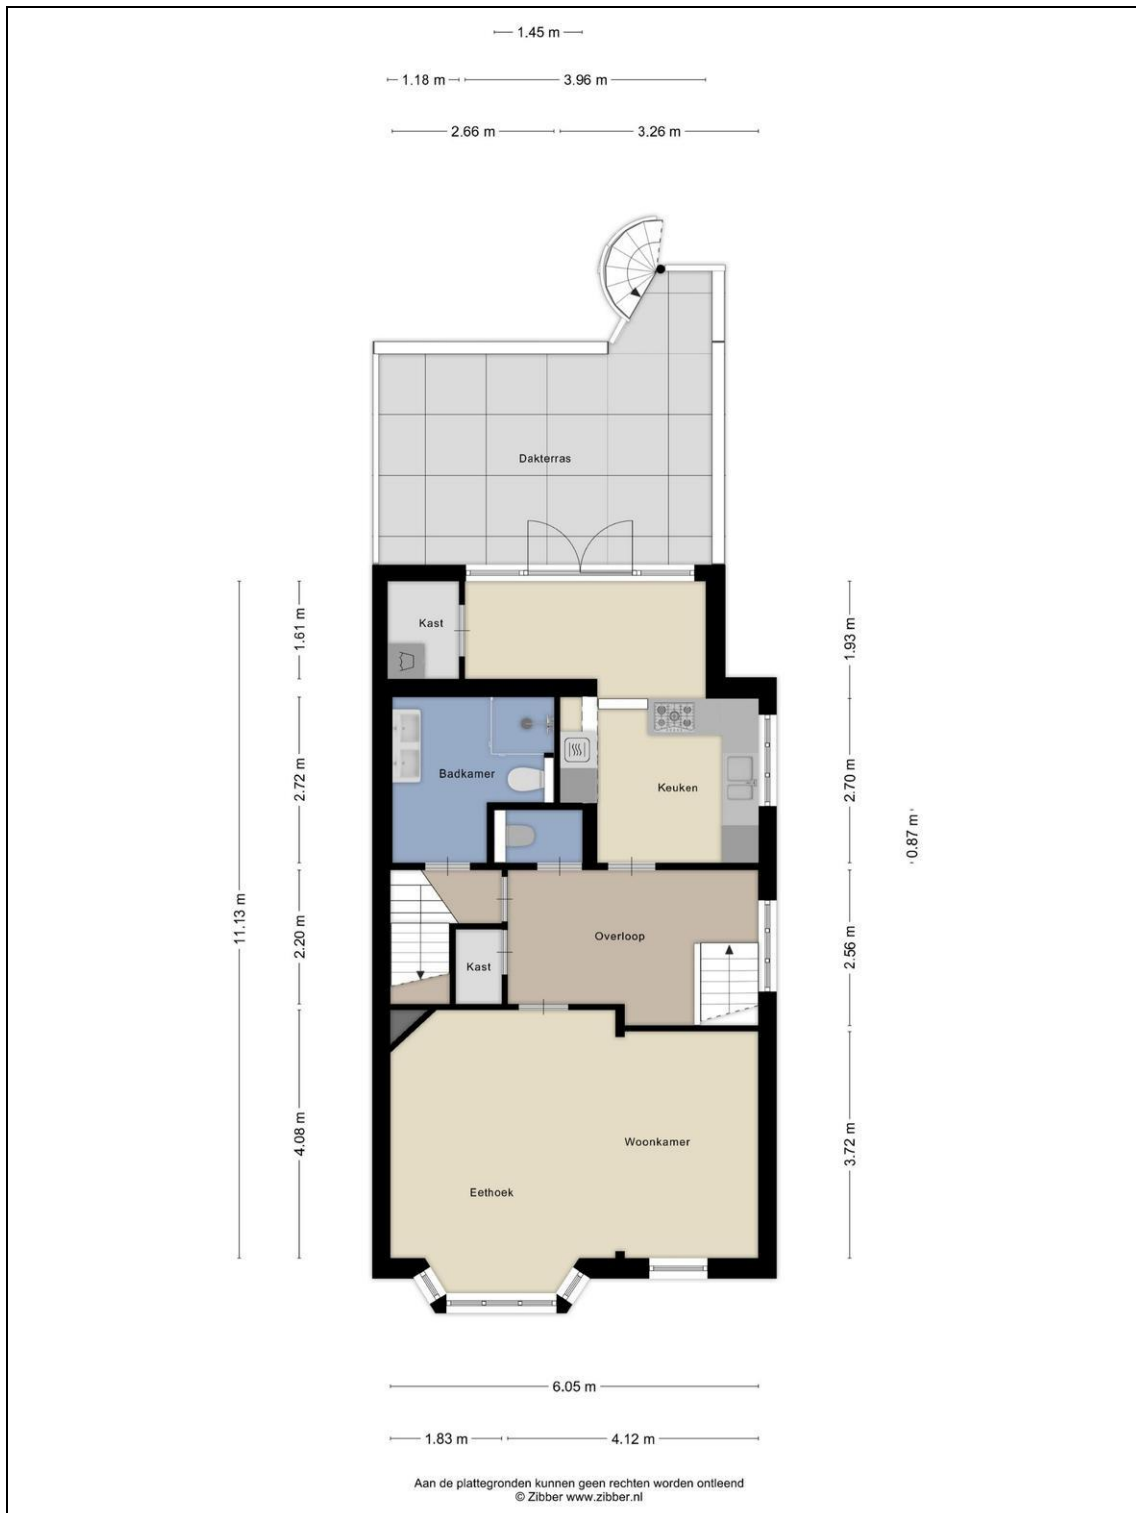 1.45 m
1.18 m
3.96 m
2.66 m
3.26 m
Dakterras
Kast
1.61 m
1.93 m
Badkamer
Keuken
2.72 m
2.70 m
0.87 m
11.13 m
2.20 m
Overloop
Kast
2.56 m
Woonkamer
Eethoek
4.08 m
3.72 m
6.05 m
1.83 m
4.12 m
Aan de plattegronden kunnen geen rechten worden ontleend
© Zibber www.zibber.nl